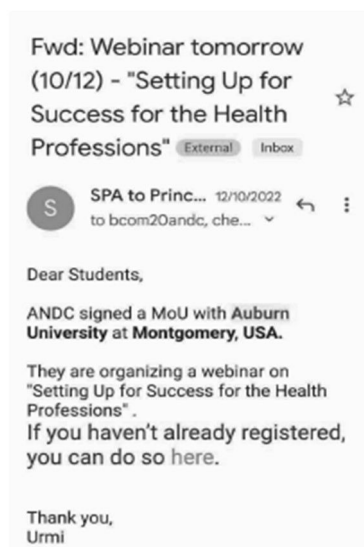 Fwd: Webinar tomorrow
(10/12) - "Setting Up for
Success for the Health
Professions" External Inbox
S
SPA to Princ... 12/10/2022
to bcom20andc, che...
Dear Students,
ANDC signed a MoU with Auburn
University at Montgomery, USA.
They are organizing a webinar on
"Setting Up for Success for the Health
Professions" .
If you haven't already registered,
you can do so here.
Thank you,
Urmi